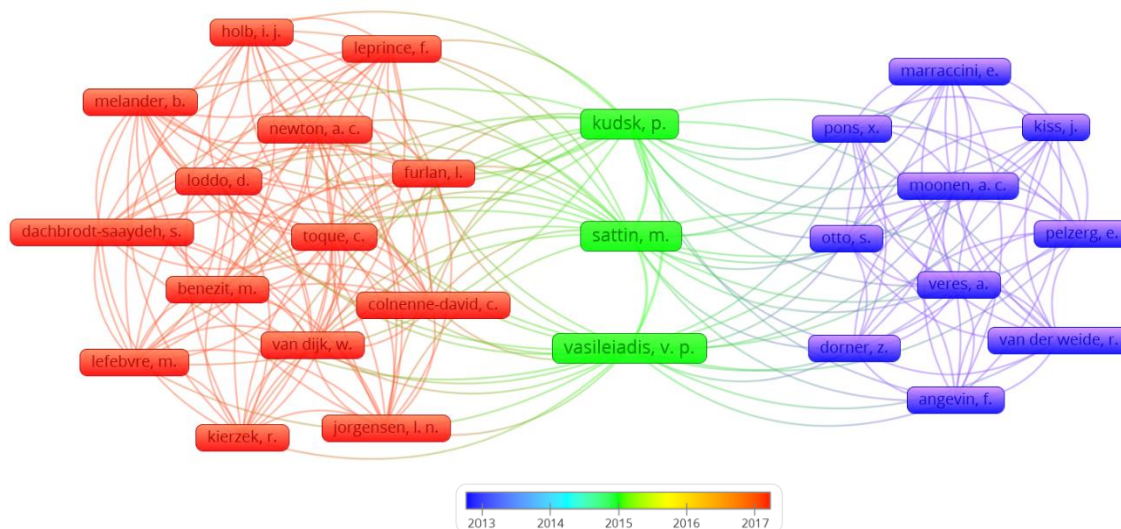 holb, i. j.
leprince, f.
melander, b.
newton, a. c.
loddo, d.
furlan, l.
dachbrodt-saaydeh, s.
toque, c.
benezit, m.
colnenne-david, c.
lefebvre, m.
van dijk, w.
kierzek, r.
jorgensen, l. n.
kudsk, p.
sattin, m.
vasileiadis, v. p.
marraccini, e.
pons, x.
kiss, j.
moonen, a. c.
otto, s.
pelzerg, e.
veres, a.
dorner, z.
van der weide, r.
angevin, f.
2013 2014 2015 2016 2017